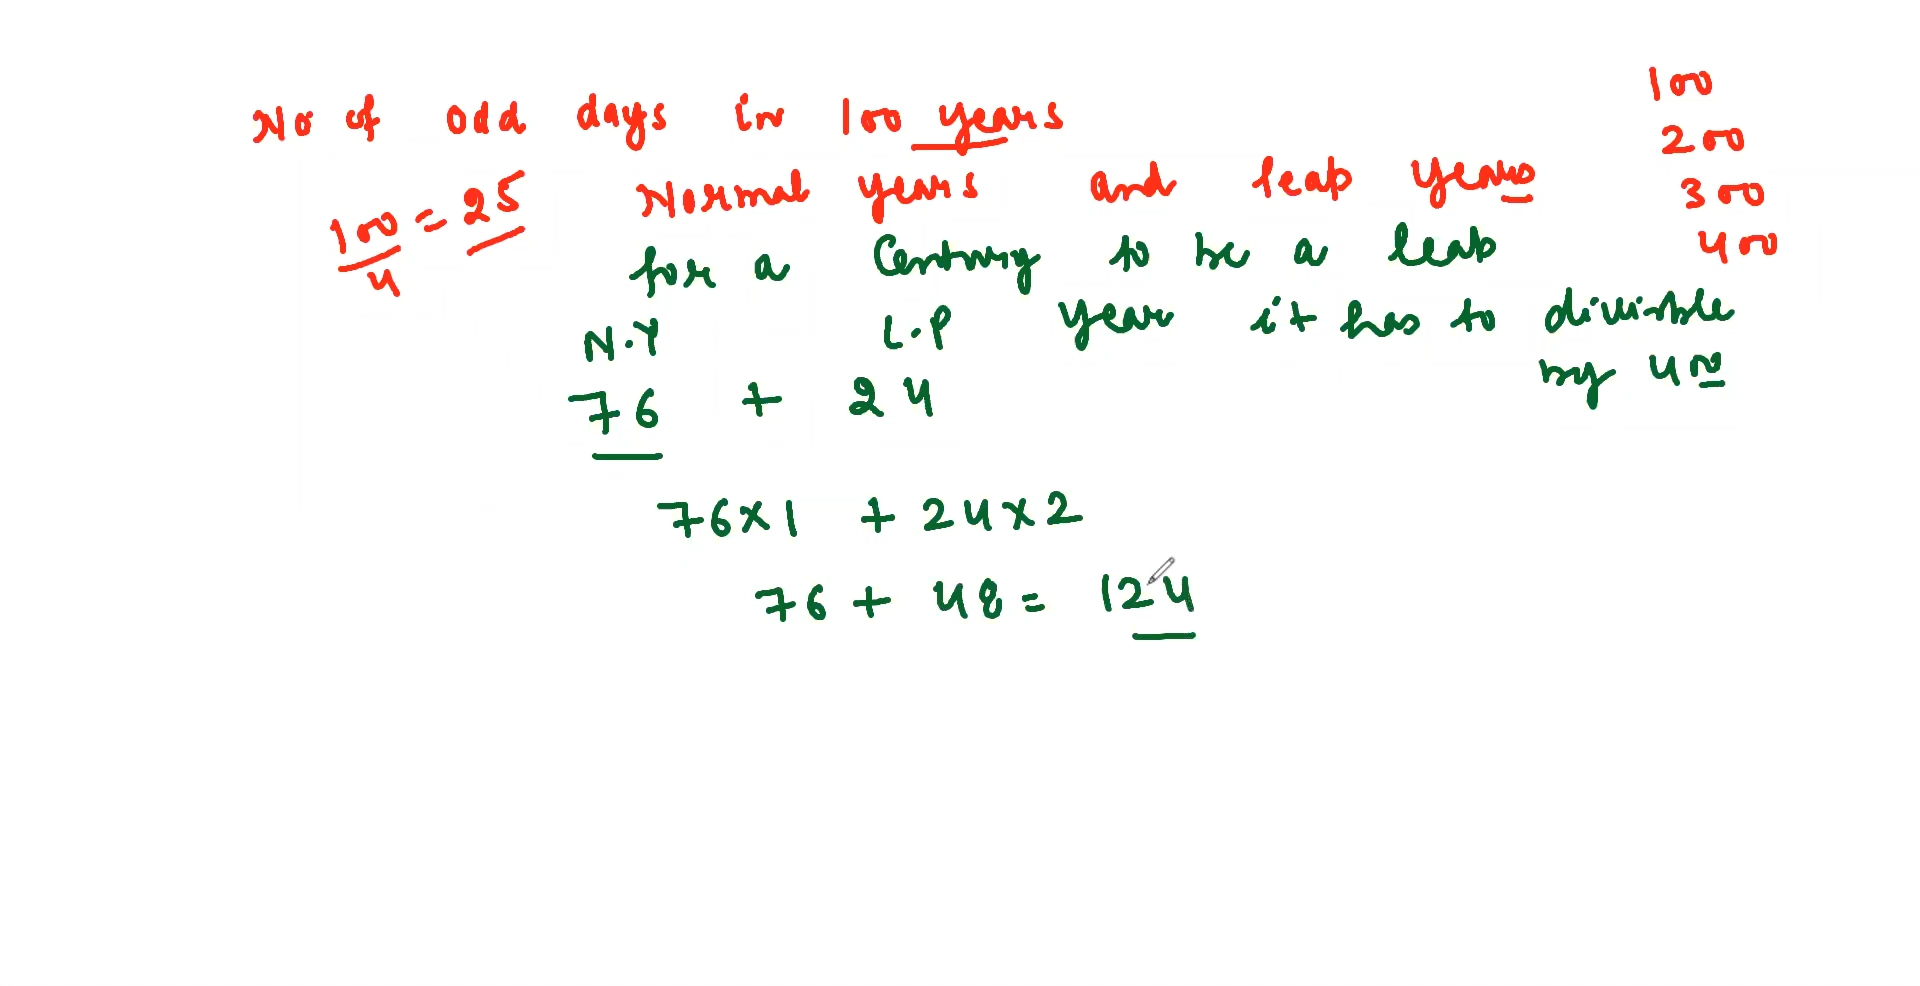 No of odd days in 100 years
100/4 = 25
Normal years and leap years
for a Century to be a leap
year it has to divisible
by 400
N.Y L.P
76 + 24
76×1 + 24×2
76 + 48 = 124
100
200
300
400